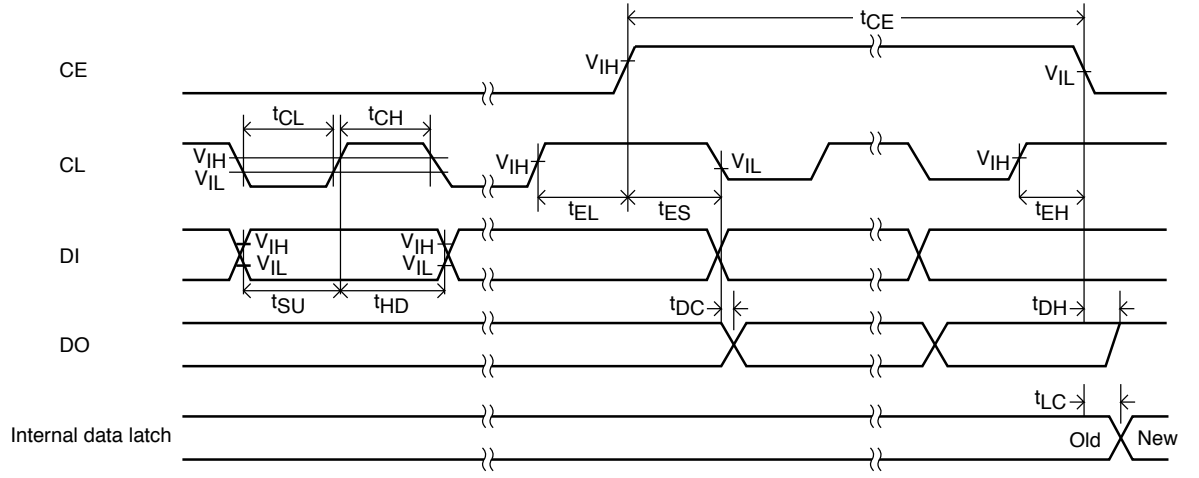 tCE
CE
VIH
VIL
tCL
tCH
CL
VIH
VIL
VIH
VIL
VIH
tEL
tES
tEH
DI
VIH
VIL
VIH
VIL
tSU
tHD
tDC
tDH
DO
tLC
Internal data latch
Old
New